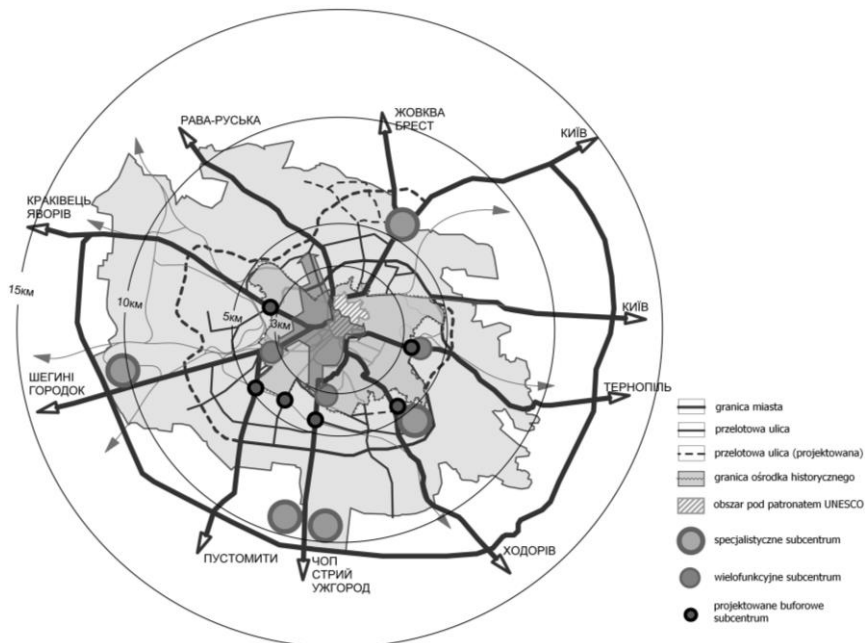 РАВА-РУСЬКА
ЖОВКВА
БРЕСТ
КИЇВ
КРАКІВЕЦЬ
ЯВОРІВ
15км
10км
5км
3км
КИЇВ
ШЕГИНІ
ГОРОДОК
ТЕРНОПІЛЬ
ПУСТОМИТИ
ЧОП
СТРИЙ
УЖГОРОД
ХОДОРІВ
granica miasta
przelotowa ulica
przelotowa ulica (projektowana)
granica ośrodka historycznego
obszar pod patronatem UNESCO
specjalistyczne subcentrum
wielofunkcyjne subcentrum
projektowane buforowe
subcentrum